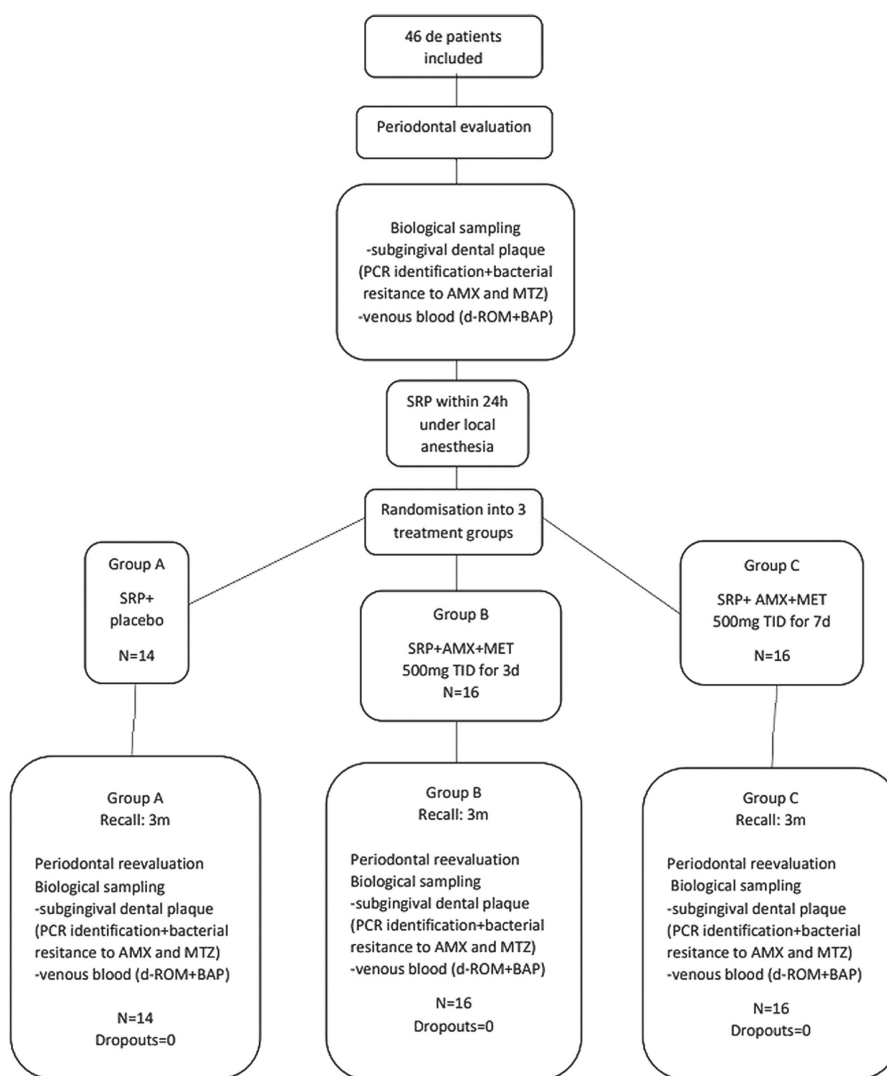 46 de patients
included
Periodontal evaluation
Biological sampling
-subgingival dental plaque
(PCR identification+bacterial
resitance to AMX and MTZ)
-venous blood (d-ROM+BAP)
SRP within 24h
under local
anesthesia
Randomisation into 3
treatment groups
Group A
SRP+
placebo
N=14
Group B
SRP+AMX+MET
500mg TID for 3d
N=16
Group C
SRP+ AMX+MET
500mg TID for 7d
N=16
Group A
Recall: 3m
Periodontal reevaluation
Biological sampling
-subgingival dental plaque
(PCR identification+bacterial
resitance to AMX and MTZ)
-venous blood (d-ROM+BAP)
N=14
Dropouts=0
Group B
Recall: 3m
Periodontal reevaluation
Biological sampling
-subgingival dental plaque
(PCR identification+bacterial
resitance to AMX and MTZ)
-venous blood (d-ROM+BAP)
N=16
Dropouts=0
Group C
Recall: 3m
Periodontal reevaluation
Biological sampling
-subgingival dental plaque
(PCR identification+bacterial
resitance to AMX and MTZ)
-venous blood (d-ROM+BAP)
N=16
Dropouts=0